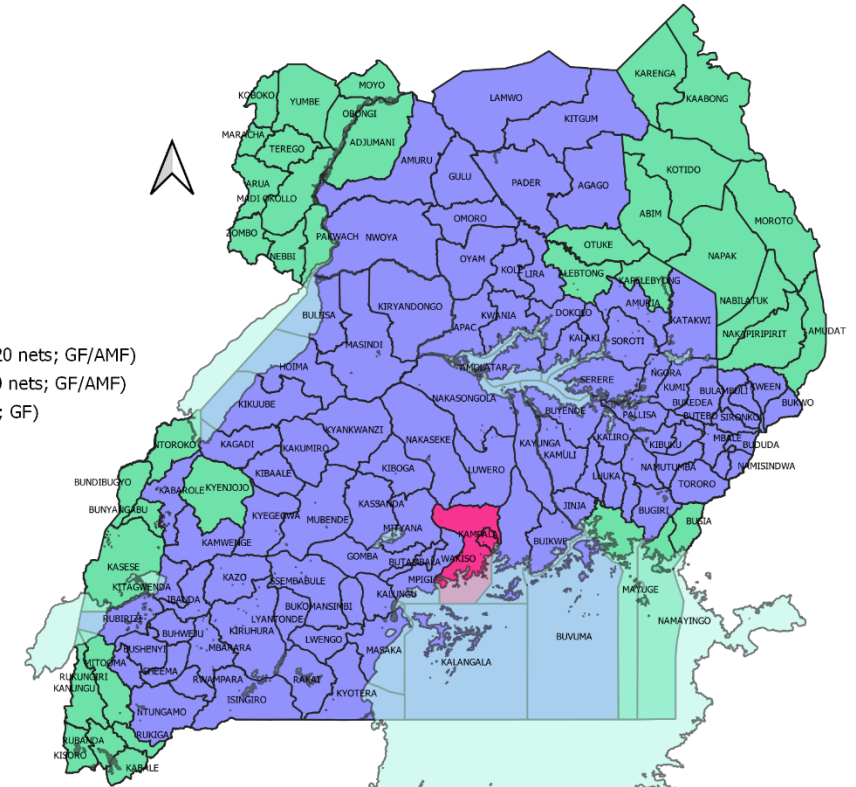 KARENGA
KAABONG
MOYO
KOBOKO
YUMBE
LAMWO
OBONGI
KITGUM
MARACHA
ADJUMANI
TEREGO
AMURU
KOTIDO
GULU
PADER
AGAGO
ARUA
MADI OKOLLO
ABIM
MOROTO
OMORO
ZOMBO
PAKWACH
NWOYA
OTUKE
NEBBI
NAPAK
OYAM
KOLE
LIRA
ALEBTONG
KAPELEBYONG
NABILATUK
KIRYANDONGO
AMURIA
BULIISA
KWANIA
DOKOLO
KATAKWI
APAC
NAKAPIRIPIRIT
AMUDAT
MASINDI
KALAKI
SOROTI
20 nets; GF/AMF)
HOIMA
AMOLATAR
NGORA
0 nets; GF/AMF)
SERERE
KUMI
BULAMBULI
KWEEN
NAKASONGOLA
BUKEDEA
BUKWO
; GF)
KIKUUBE
BUYENDE
PALLISA
BUTEBO
SIRONKO
KYANKWANZI
NAKASEKE
KALIRO
MBALE
NTOROKO
KAGADI
KAKUMIRO
KAYUNGA
KIBUKU
BUDUDA
KAMULI
KIBOGA
LUWERO
NAMUTUMBA
NAMISINDWA
KIBAALE
LUUKA
BUNDIBUGYO
KABAROLE
KYENJOJO
TORORO
KASSANDA
JINJA
BUGIRI
BUNYANGABU
KYEGEGWA
MUBENDE
BUSIA
MITYANA
KAMPALA
KAMWENGE
BUIKWE
GOMBA
BUTAMBALA
WAKISO
KASESE
KAZO
SSEMBABULE
MPIGI
KITAGWENDA
MAYUGE
KALUNGU
IBANDA
BUKOMANSIMBI
RUBIRIZI
LYANTONDE
NAMAYINGO
BUHWEJU
KIRUHURA
LWENGO
BUVUMA
BUSHENYI
MBARARA
MASAKA
MITOOMA
KALANGALA
SHEEMA
RUKUNGIRI
RWAMPARA
RAKAI
KANUNGU
KYOTERA
ISINGIRO
NTUNGAMO
RUKIGA
RUBANDA
KISORO
KABALE